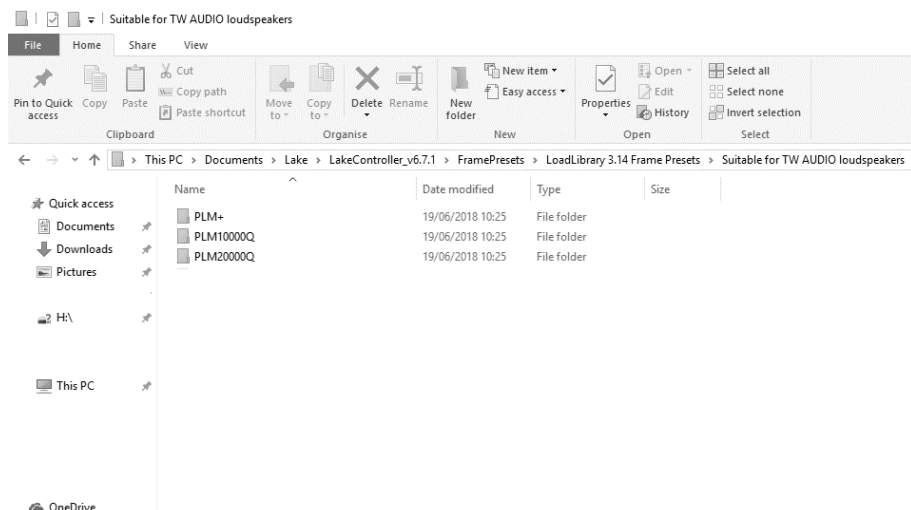 Suitable for TW AUDIO loudspeakers
File Home Share View
Pin to Quick access
Copy
Paste
Cut
Copy path
Paste shortcut
Clipboard
Move to
Copy to
Delete
Rename
Organise
New folder
New item
Easy access
New
Properties
Open
Edit
History
Open
Select all
Select none
Invert selection
Select
This PC > Documents > Lake > LakeController_v6.7.1 > FramePresets > LoadLibrary 3.14 Frame Presets > Suitable for TW AUDIO loudspeakers
Quick access
Documents
Downloads
Pictures
H:\
This PC
OneDrive
Name Date modified Type Size
PLM+ 19/06/2018 10:25 File folder
PLM10000Q 19/06/2018 10:25 File folder
PLM20000Q 19/06/2018 10:25 File folder